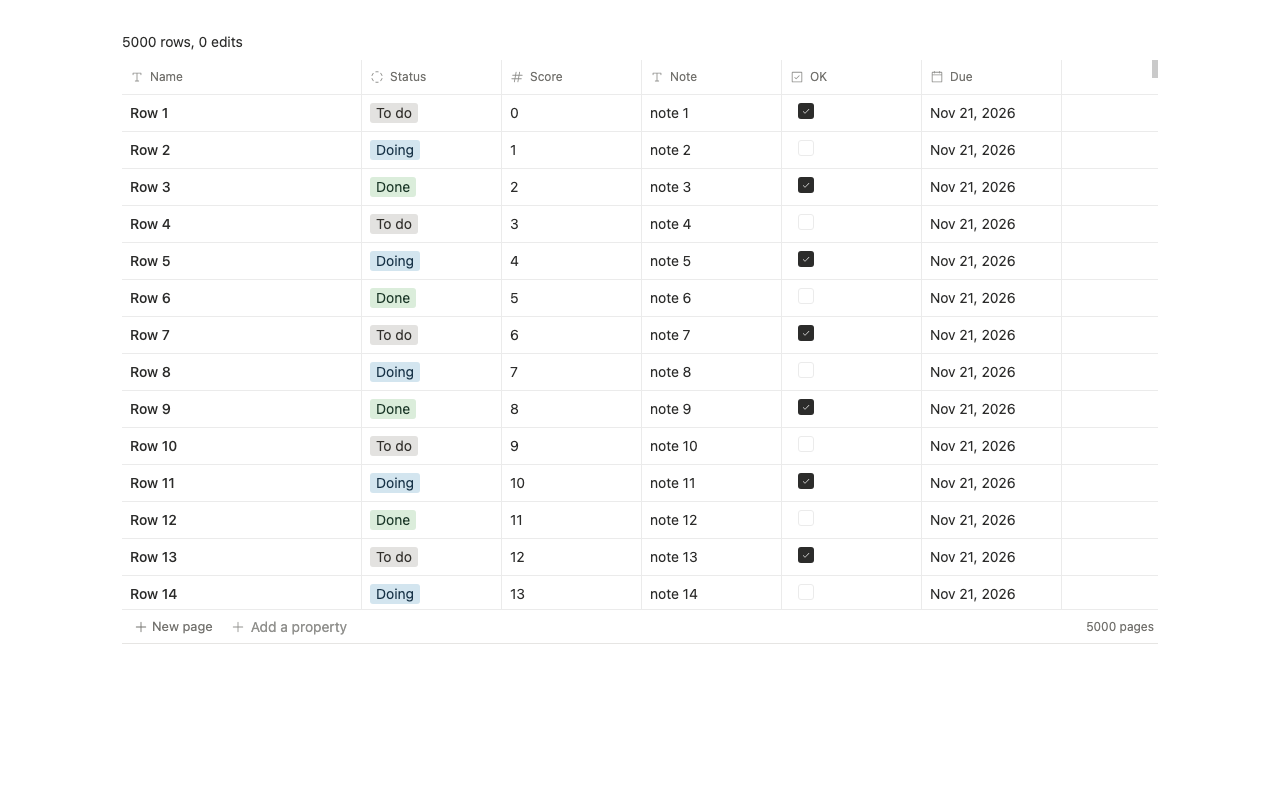 5000 rows, 0 edits
Name Status Score Note OK Due
Row 1 To do 0 note 1 Nov 21, 2026
Row 2 Doing 1 note 2 Nov 21, 2026
Row 3 Done 2 note 3 Nov 21, 2026
Row 4 To do 3 note 4 Nov 21, 2026
Row 5 Doing 4 note 5 Nov 21, 2026
Row 6 Done 5 note 6 Nov 21, 2026
Row 7 To do 6 note 7 Nov 21, 2026
Row 8 Doing 7 note 8 Nov 21, 2026
Row 9 Done 8 note 9 Nov 21, 2026
Row 10 To do 9 note 10 Nov 21, 2026
Row 11 Doing 10 note 11 Nov 21, 2026
Row 12 Done 11 note 12 Nov 21, 2026
Row 13 To do 12 note 13 Nov 21, 2026
Row 14 Doing 13 note 14 Nov 21, 2026
New page Add a property 5000 pages